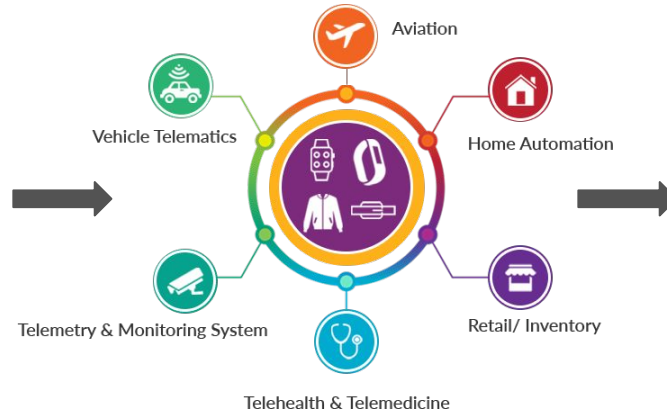 Aviation
Vehicle Telematics
Home Automation
Telemetry & Monitoring System
Retail/ Inventory
Telehealth & Telemedicine